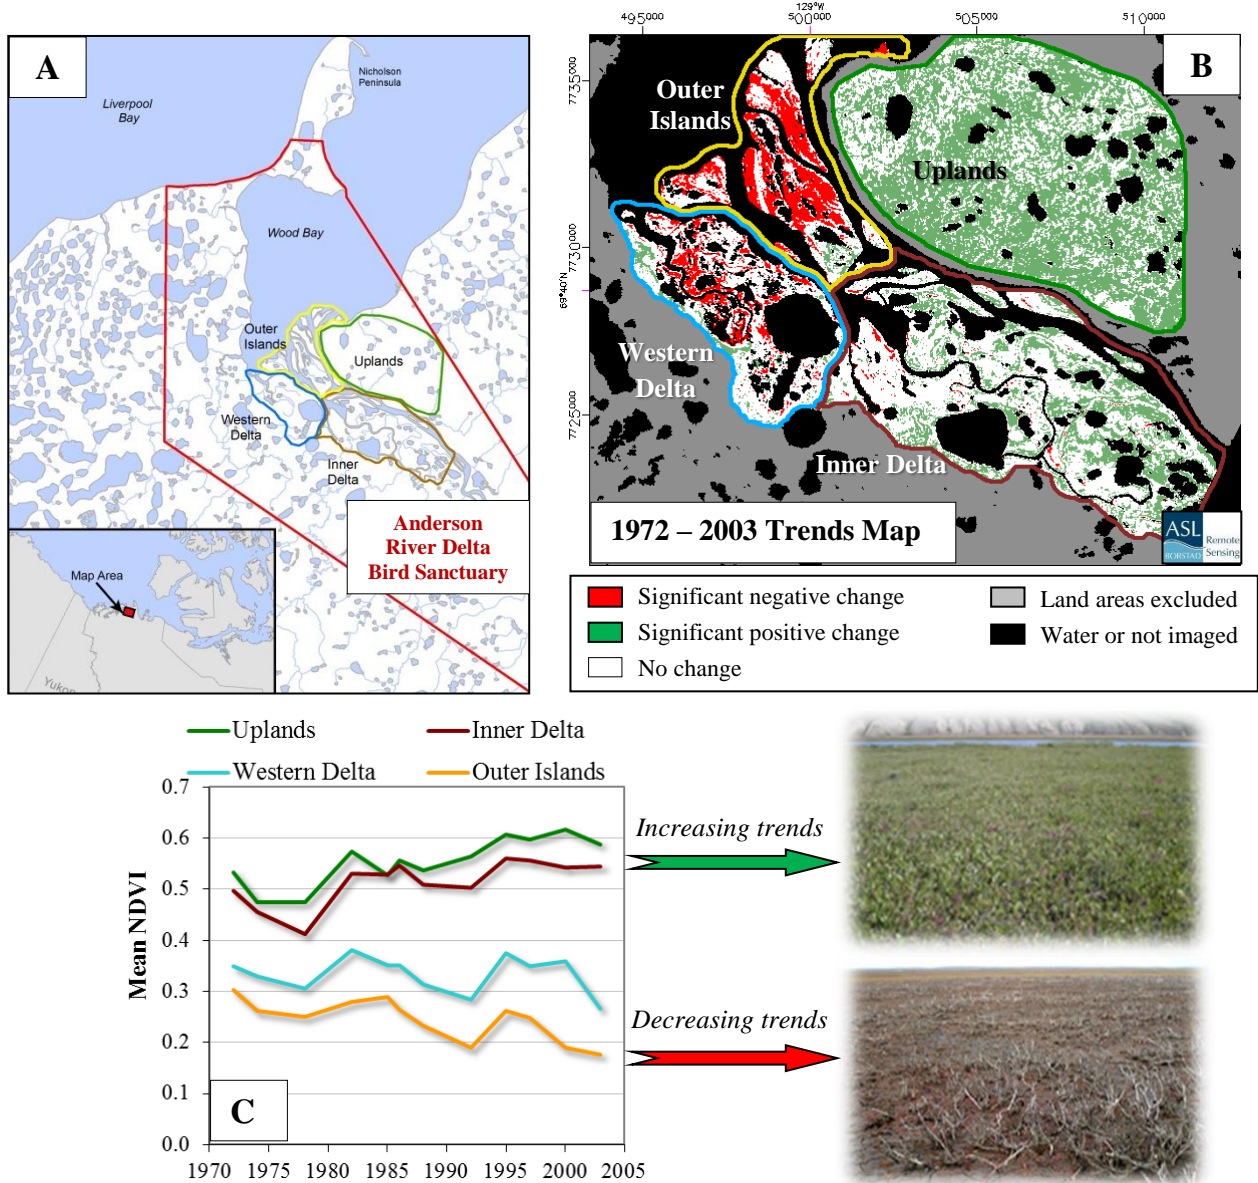 A
Nicholson
Peninsula
Liverpool
Bay
Wood Bay
Outer
Islands
Uplands
Western
Delta
Inner
Delta
Anderson
River Delta
Bird Sanctuary
Map Area
Yukon
129°W
495000
500000
505000
510000
7735000
7730000
69°40'N
7725000
B
Outer
Islands
Uplands
Western
Delta
Inner Delta
1972 – 2003 Trends Map
ASL
BORSTAD
Remote
Sensing
Significant negative change
Significant positive change
No change
Land areas excluded
Water or not imaged
Uplands
Inner Delta
Western Delta
Outer Islands
Mean NDVI
0.7
0.6
0.5
0.4
0.3
0.2
0.1
0.0
1970 1975 1980 1985 1990 1995 2000 2005
C
Increasing trends
Decreasing trends